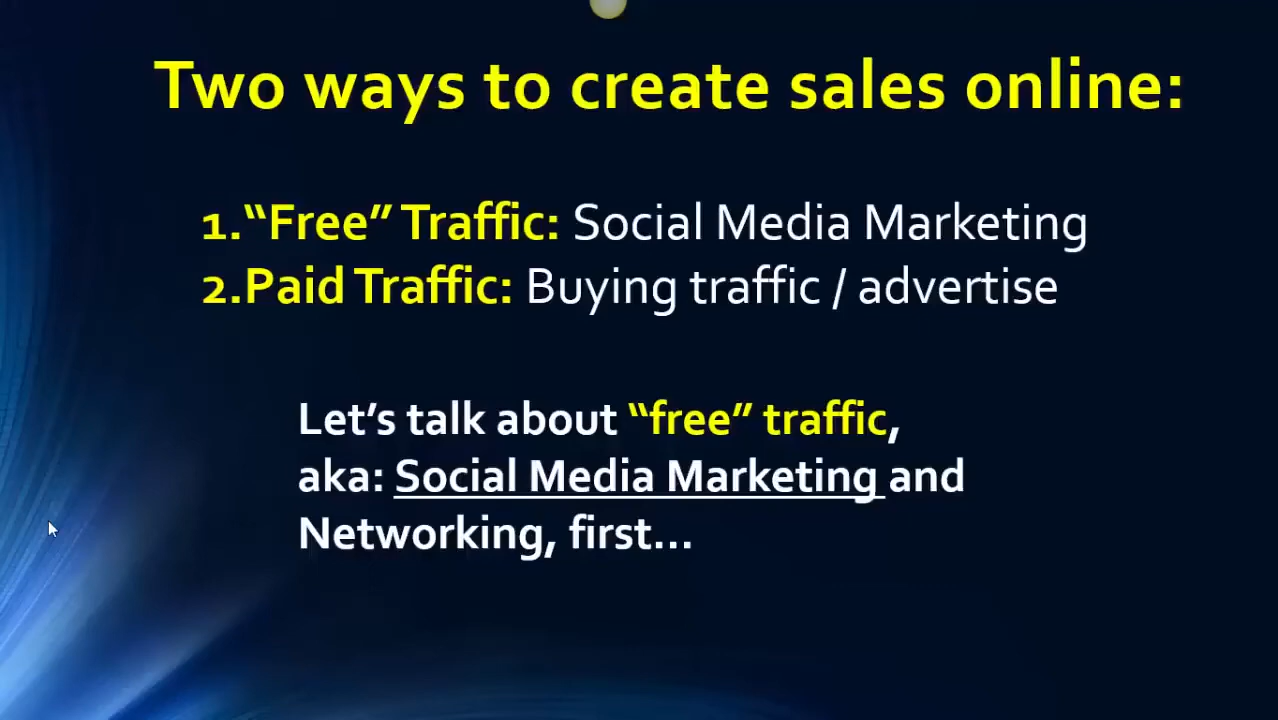 Two ways to create sales online:
1.“Free” Traffic: Social Media Marketing
2.Paid Traffic: Buying traffic / advertise
Let’s talk about “free” traffic,
aka: Social Media Marketing and
Networking, first...